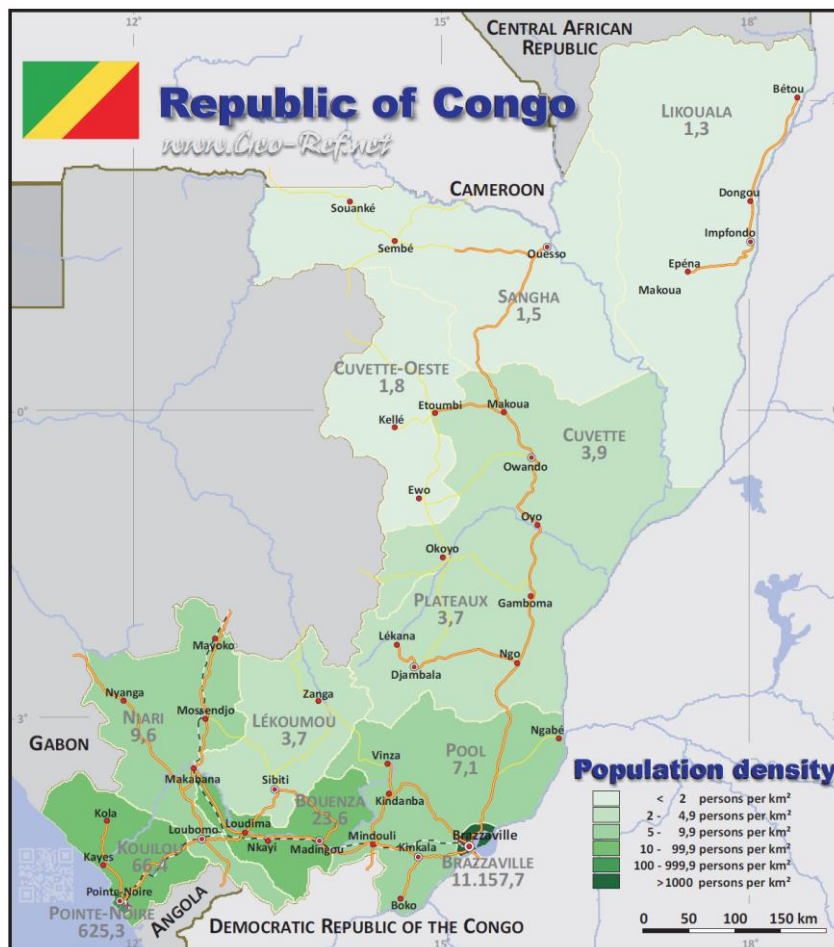 12°
15°
18°
CENTRAL AFRICAN
REPUBLIC
Republic of Congo
www.Geo-Ref.net
Bétou
LIKOUALA
1,3
CAMEROON
Souanké
Dongou
Impfondo
Sembé
Ouesso
Epéna
Makoua
SANGHA
1,5
CUVETTE-OESTE
1,8
0°
Etoumbi
Makoua
Kellé
CUVETTE
3,9
Owando
Ewo
Oyo
Okoyo
PLATEAUX
3,7
Gamboma
Mayoko
Lékana
Ngo
Djambala
Nyanga
Zanga
3°
Mossendjo
NIARI
9,6
LÉKOUMOU
3,7
Ngabé
GABON
POOL
7,1
Vinza
Makabana
Sibiti
Kindanba
BOUENZA
23,6
Kola
Loudima
Loubomo
Nkayi
Madingou
Mindouli
Brazzaville
Kinkala
KOUILOU
66,4
Kayes
BRAZZAVILLE
11.157,7
Pointe-Noire
POINTE-NOIRE
625,3
ANGOLA
Boko
DEMOCRATIC REPUBLIC OF THE CONGO
12°
15°
18°
Population density
< 2 persons per km²
2 - 4,9 persons per km²
5 - 9,9 persons per km²
10 - 99,9 persons per km²
100 - 999,9 persons per km²
>1000 persons per km²
0 50 100 150 km